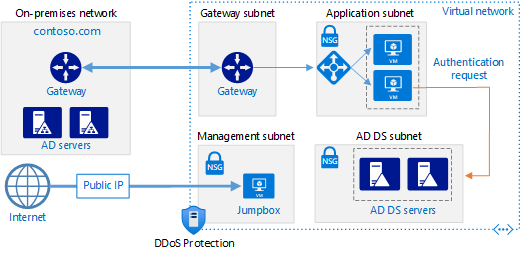 On-premises network
Gateway subnet
Application subnet
Virtual network
contoso.com
NSG
VM
VM
Gateway
Gateway
Authentication
request
AD servers
Management subnet
AD DS subnet
NSG
NSG
Public IP
VM
Internet
Jumpbox
AD DS servers
DDoS Protection